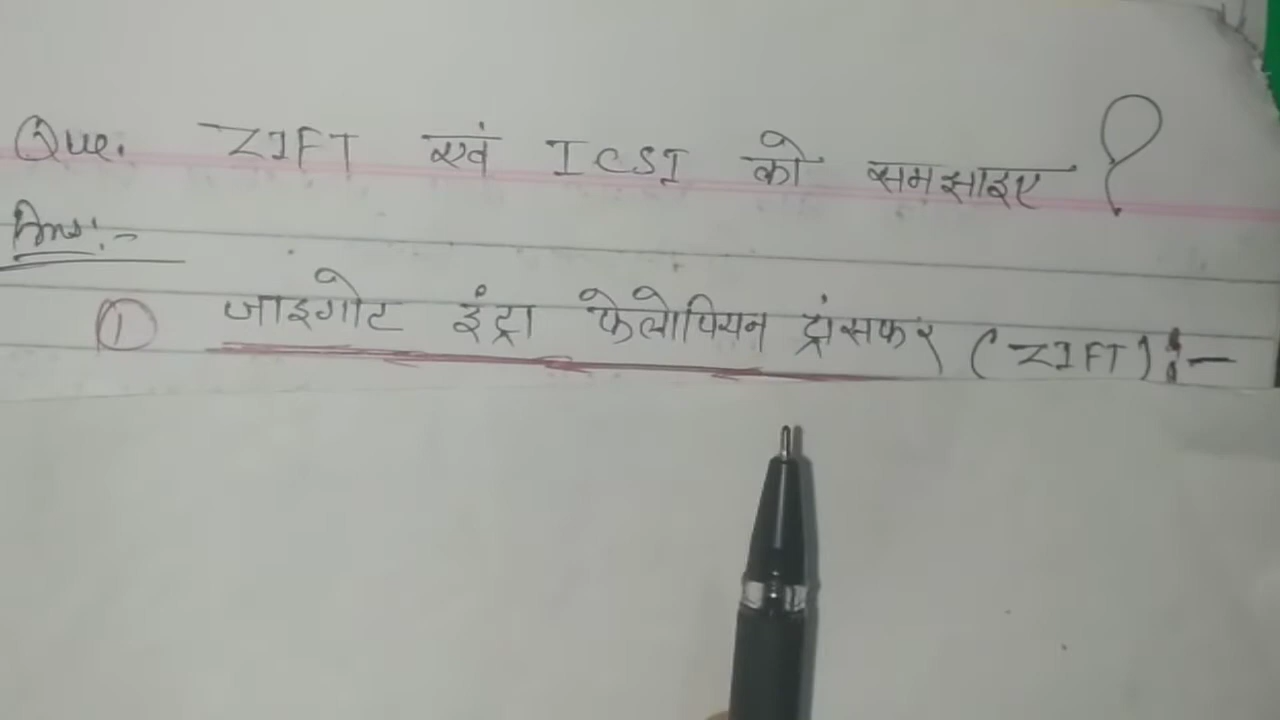 Que. ZIFT एवं ICSI को समझाइए ?
Ans:-
① जाइगोट इंट्रा फेलोपियन ट्रांसफर (ZIFT):-